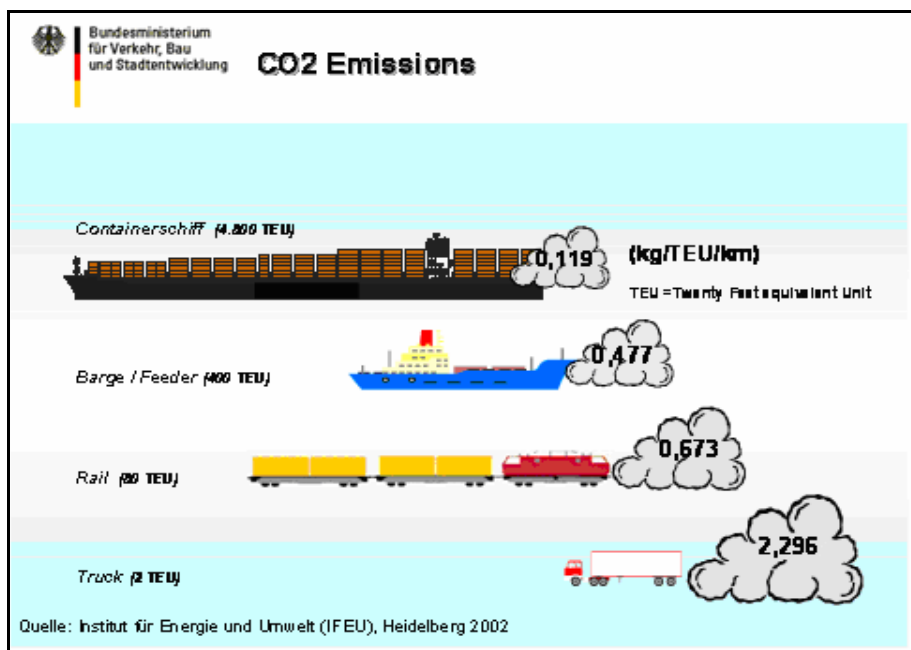 Bundesministerium
für Verkehr, Bau
und Stadtentwicklung
CO2 Emissions
Containerschiff (4.800 TEU)
0,119
(kg/TEU/km)
TEU = Twenty Feet equivalent Unit
Barge / Feeder (400 TEU)
0,477
Rail (80 TEU)
0,673
Truck (2 TEU)
2,296
Quelle: Institut für Energie und Umwelt (IFEU), Heidelberg 2002